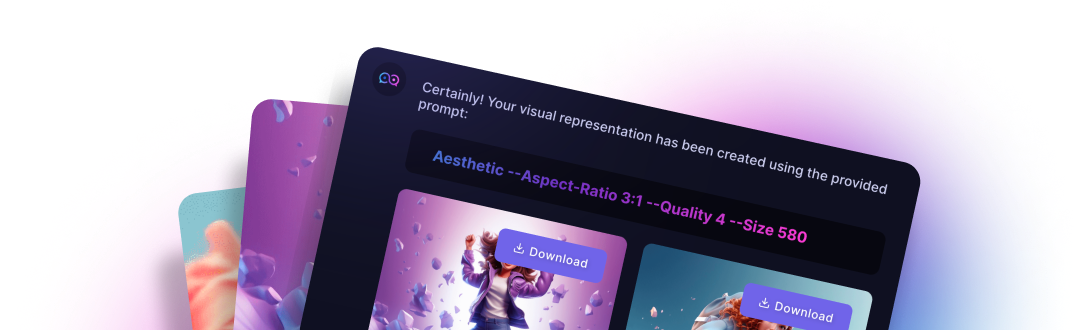 Certainly! Your visual representation has been created using the provided
prompt:
Aesthetic --Aspect-Ratio 3:1 --Quality 4 --Size 580
Download
Download